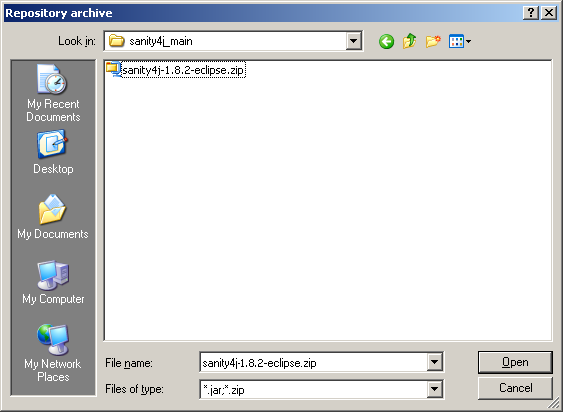 Repository archive
Look in: sanity4j_main
sanity4j-1.8.2-eclipse.zip
My Recent
Documents
Desktop
My Documents
My Computer
My Network
Places
File name: sanity4j-1.8.2-eclipse.zip
Open
Files of type: *.jar;*.zip
Cancel